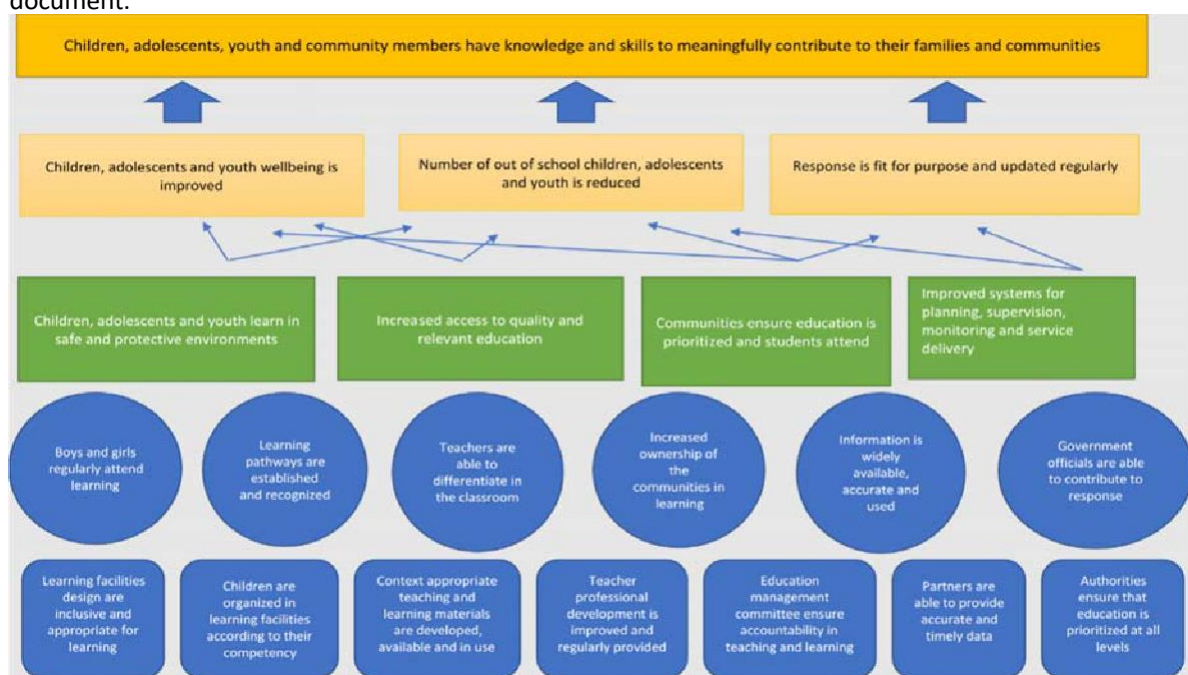 document.
Children, adolescents, youth and community members have knowledge and skills to meaningfully contribute to their families and communities
Children, adolescents and youth wellbeing is
improved
Number of out of school children, adolescents
and youth is reduced
Response is fit for purpose and updated regularly
Children, adolescents and youth learn in
safe and protective environments
Increased access to quality and
relevant education
Communities ensure education is
prioritized and students attend
Improved systems for
planning, supervision,
monitoring and service
delivery
Boys and girls
regularly attend
learning
Learning
pathways are
established
and recognized
Teachers are
able to
differentiate in
the classroom
Increased
ownership of
the
communities in
learning
Information is
widely
available,
accurate and
used
Government
officials are able
to contribute to
response
Learning facilities
design are
inclusive and
appropriate for
learning
Children are
organized in
learning facilities
according to their
competency
Context appropriate
teaching and
learning materials
are developed,
available and in use
Teacher
professional
development is
improved and
regularly provided
Education
management
committee ensure
accountability in
teaching and learning
Partners are
able to provide
accurate and
timely data
Authorities
ensure that
education is
prioritized at all
levels